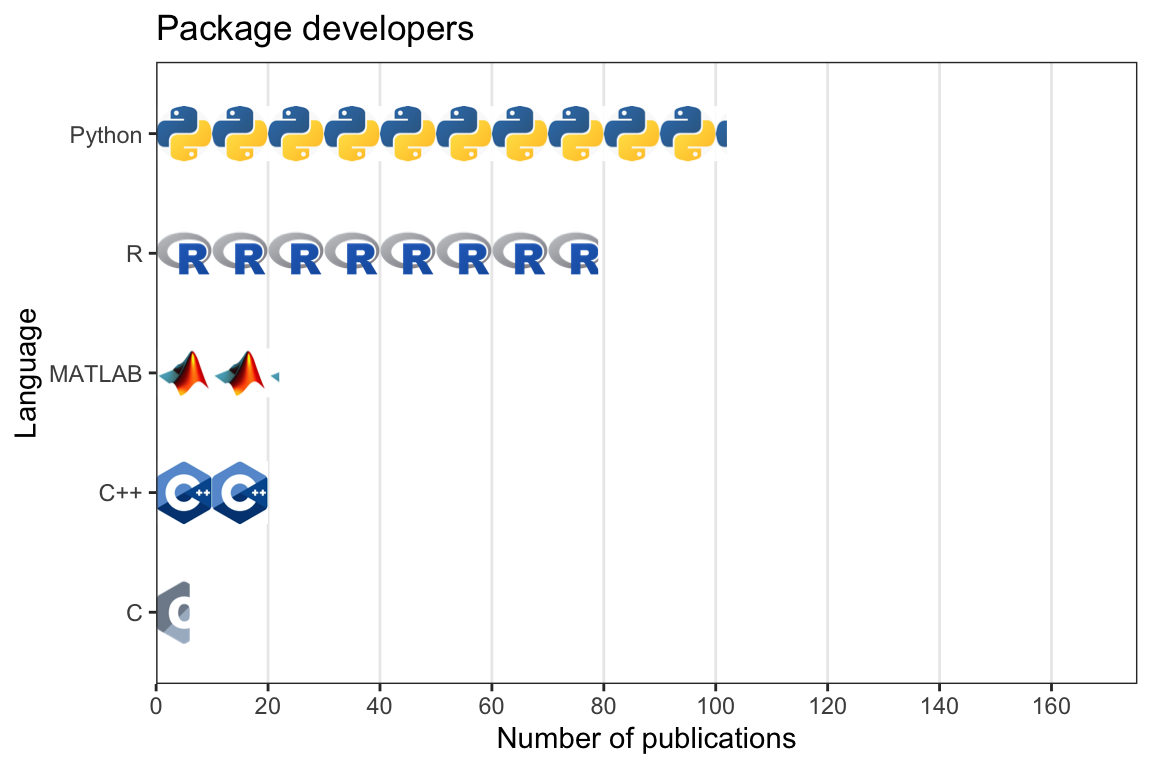 Package developers
Language
Python
R
R R R R R R R R
MATLAB
C++
C++ C++
C
C
0 20 40 60 80 100 120 140 160
Number of publications